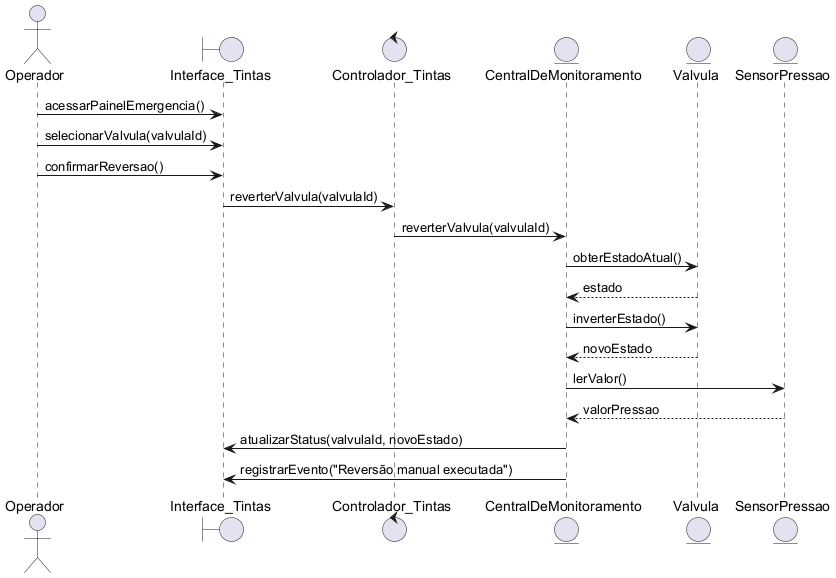 Operador
Interface_Tintas
Controlador_Tintas
CentralDeMonitoramento
Valvula
SensorPressao
acessarPainelEmergencia()
selecionarValvula(valvulaId)
confirmarReversao()
reverterValvula(valvulaId)
reverterValvula(valvulaId)
obterEstadoAtual()
estado
inverterEstado()
novoEstado
lerValor()
valorPressao
atualizarStatus(valvulaId, novoEstado)
registrarEvento("Reversão manual executada")
Operador
Interface_Tintas
Controlador_Tintas
CentralDeMonitoramento
Valvula
SensorPressao